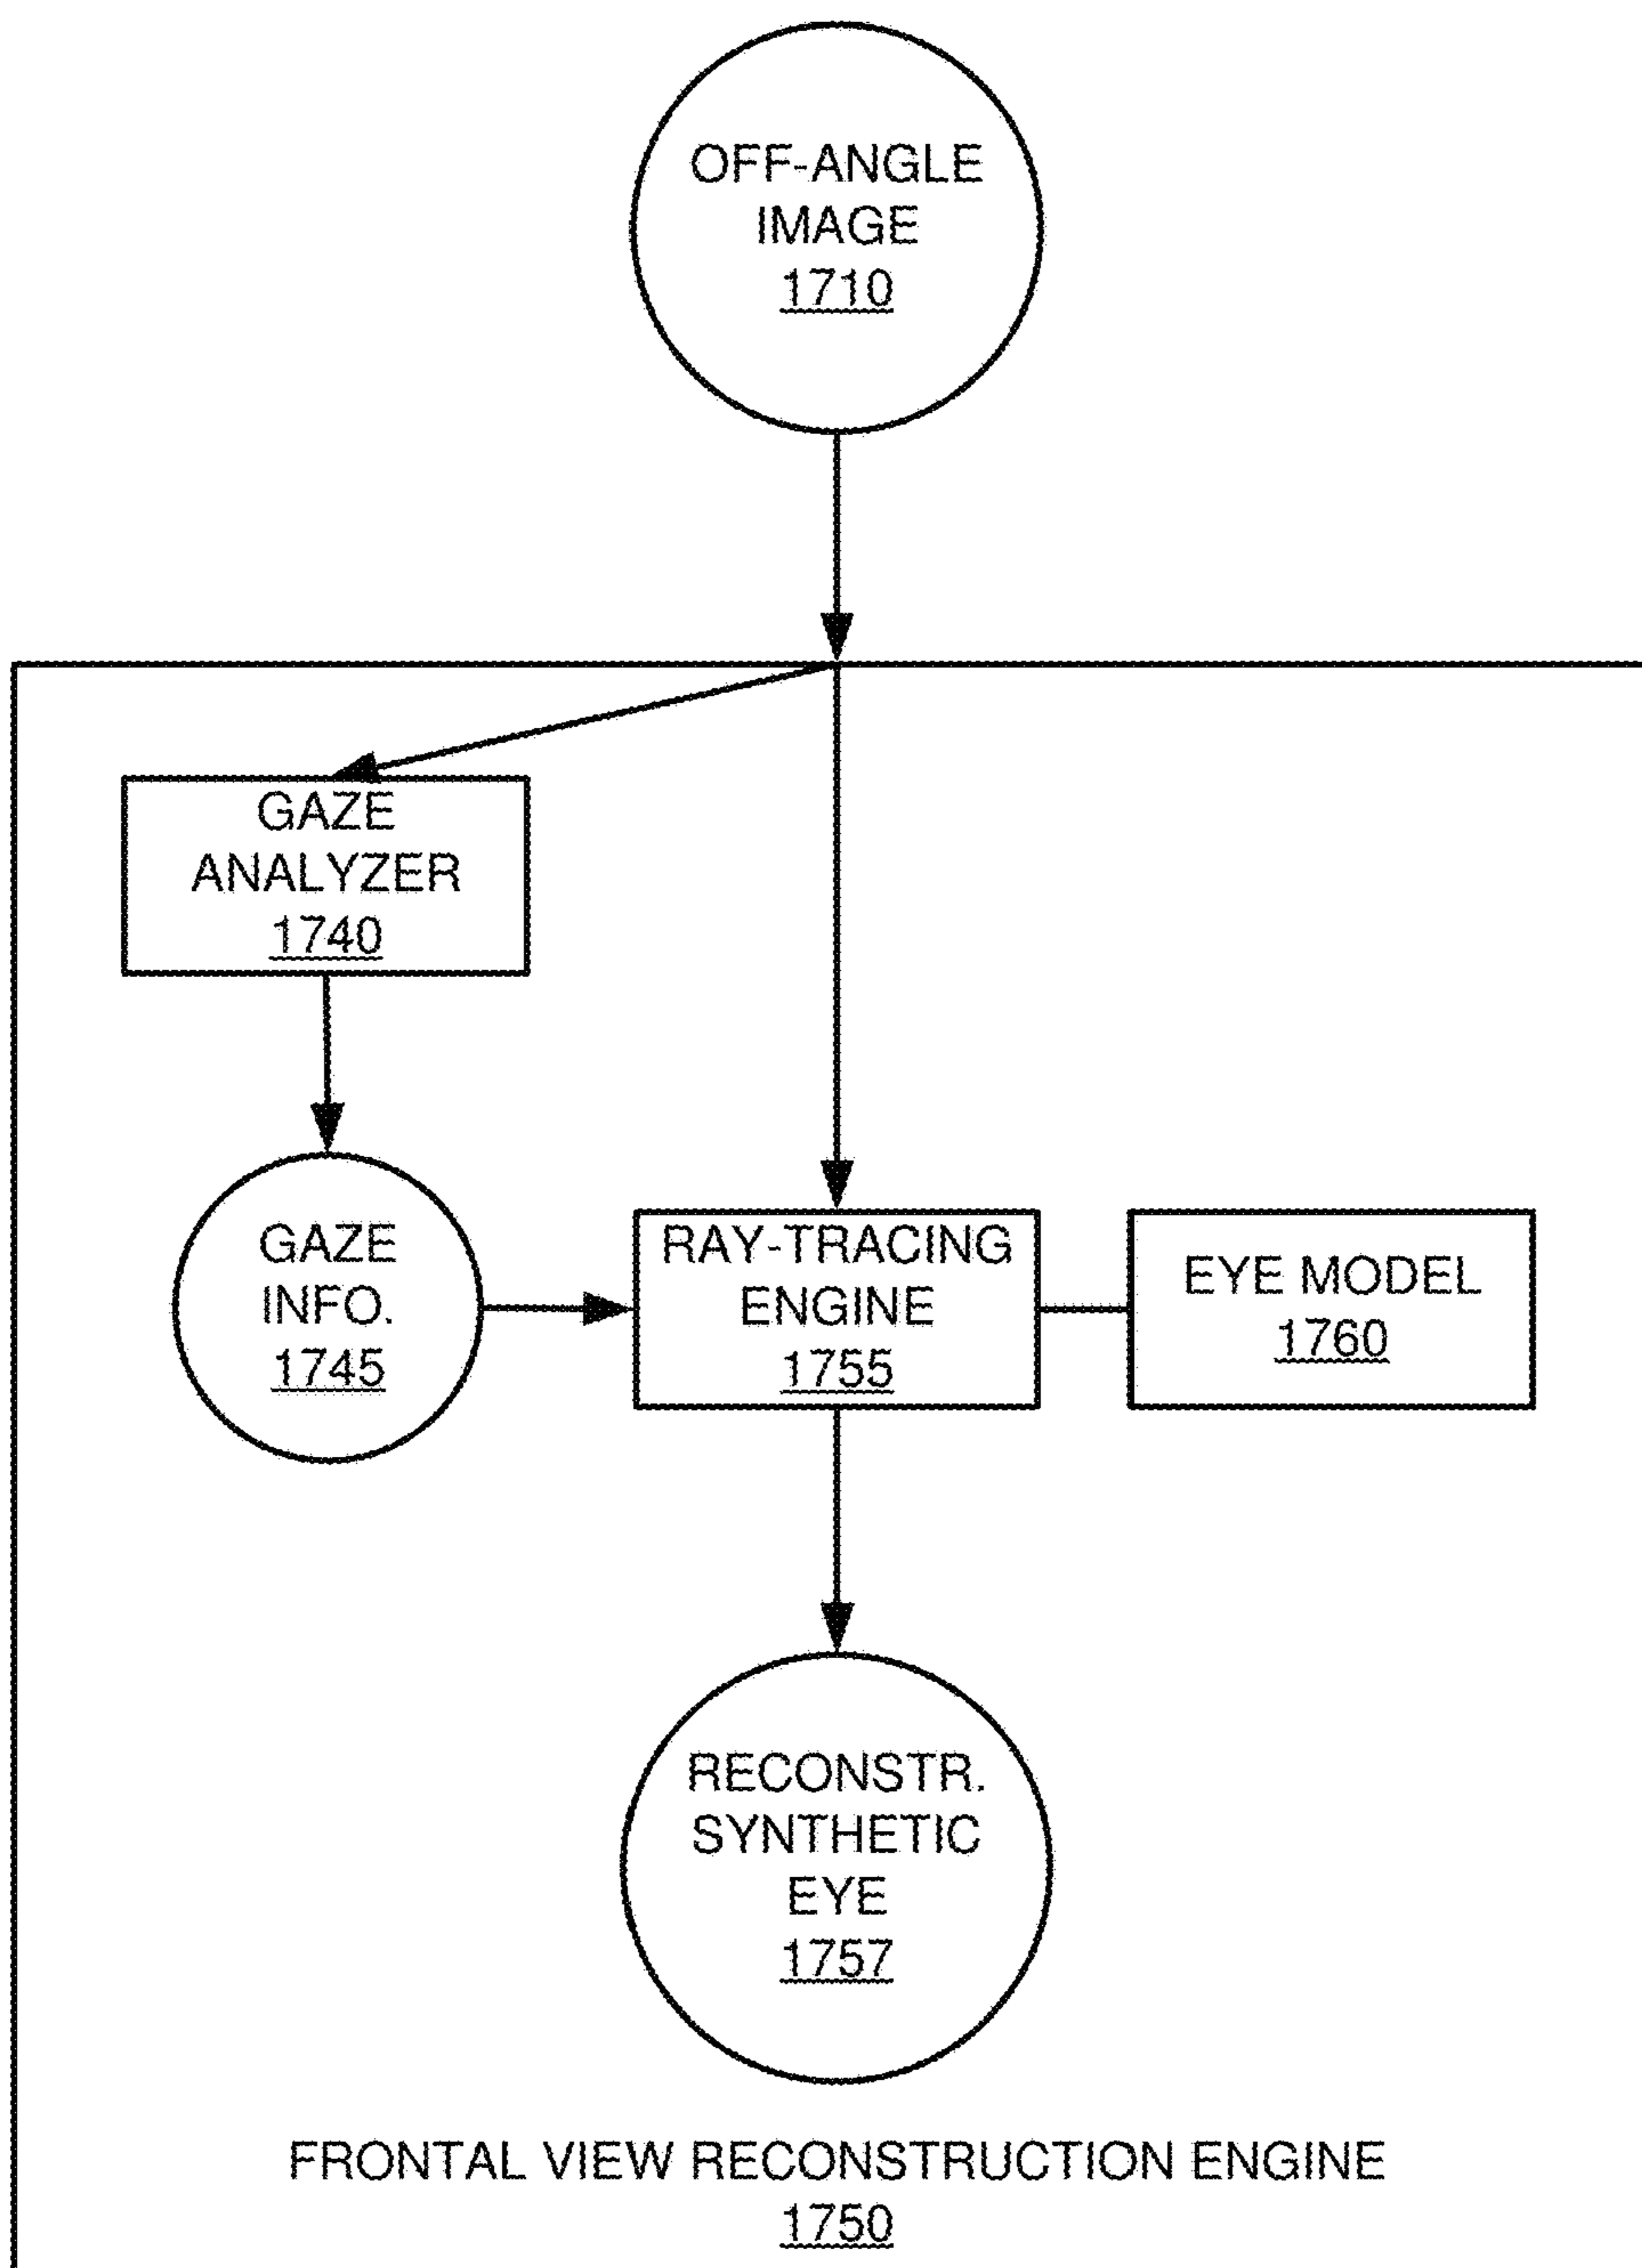 OFF-ANGLE
IMAGE
1710
GAZE
ANALYZER
1740
GAZE
INFO.
1745
RAY-TRACING
ENGINE
1755
EYE MODEL
1760
RECONSTR.
SYNTHETIC
EYE
1757
FRONTAL VIEW RECONSTRUCTION ENGINE
1750